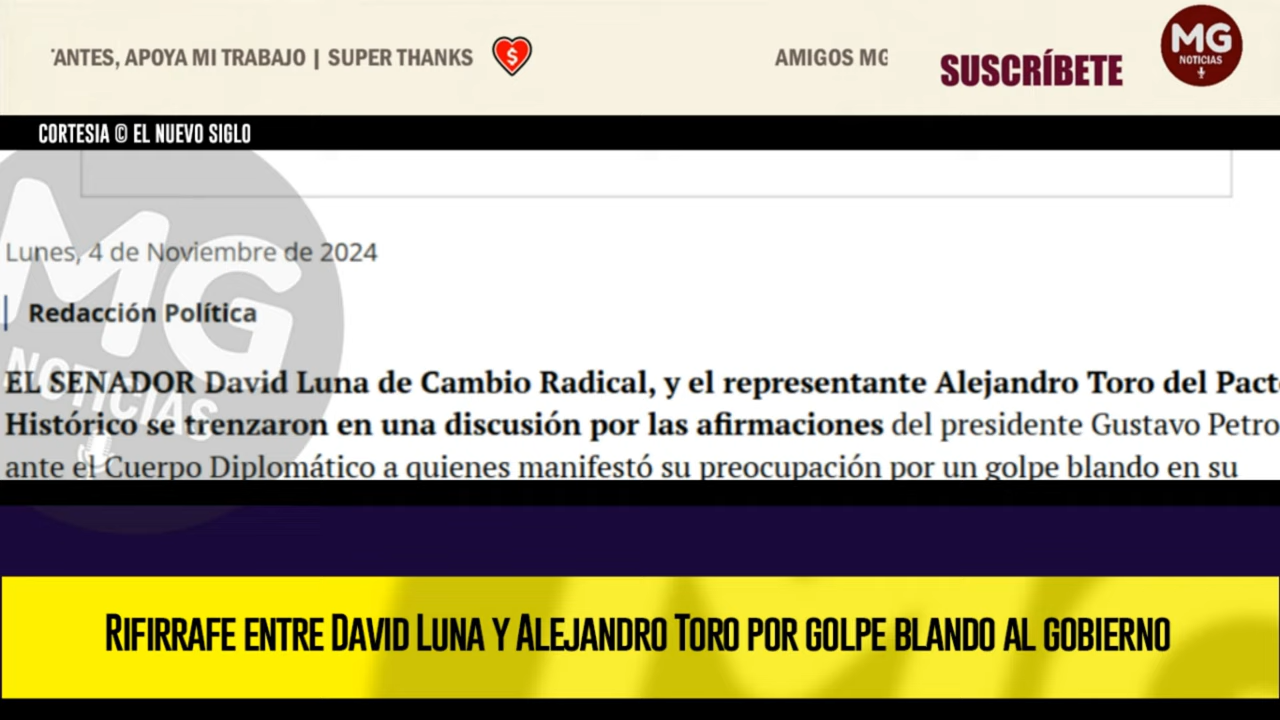 'ANTES, APOYA MI TRABAJO | SUPER THANKS
AMIGOS MG
SUSCRÍBETE
MG
NOTICIAS
CORTESIA © EL NUEVO SIGLO
MG
NOTICIAS
Lunes, 4 de Noviembre de 2024
Redacción Política
EL SENADOR David Luna de Cambio Radical, y el representante Alejandro Toro del Pacto
Histórico se trenzaron en una discusión por las afirmaciones del presidente Gustavo Petro
ante el Cuerpo Diplomático a quienes manifestó su preocupación por un golpe blando en su
RIFIRRAFE ENTRE DAVID LUNA Y ALEJANDRO TORO POR GOLPE BLANDO AL GOBIERNO